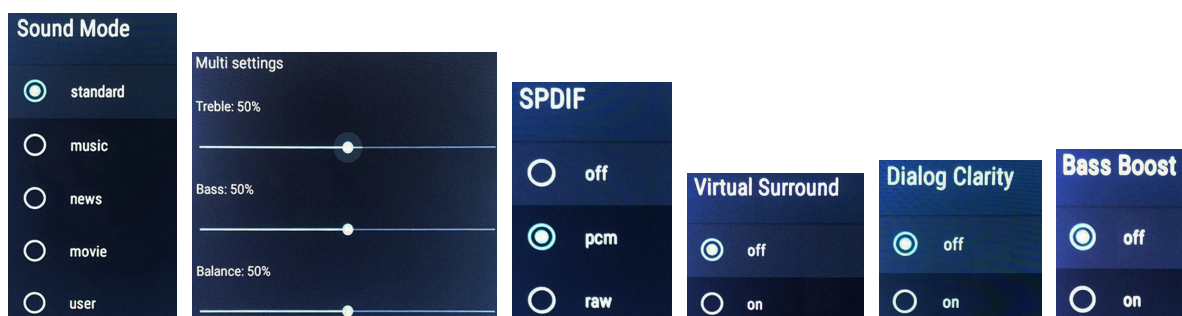 Sound Mode
standard
music
news
movie
user
Multi settings
Treble: 50%
Bass: 50%
Balance: 50%
SPDIF
off
pcm
raw
Virtual Surround
off
on
Dialog Clarity
off
on
Bass Boost
off
on